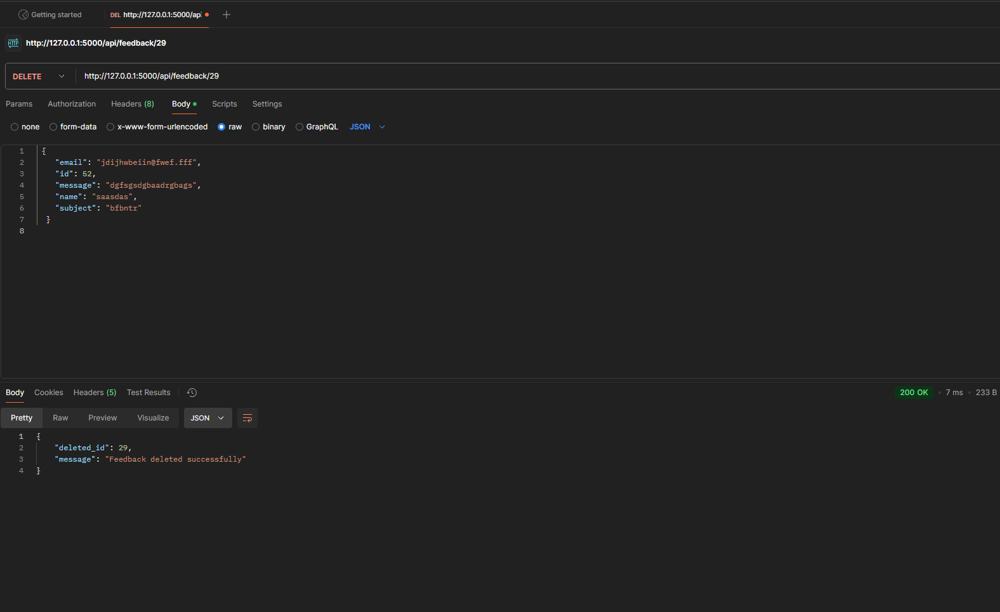 Getting started DEL http://127.0.0.1:5000/ap
HTTP http://127.0.0.1:5000/api/feedback/29
DELETE http://127.0.0.1:5000/api/feedback/29
Params Authorization Headers (8) Body Scripts Settings
none form-data x-www-form-urlencoded raw binary GraphQL JSON
1 {
2 "email": "jdijhwbeiin@fwef.fff",
3 "id": 52,
4 "message": "dgfsgsdgbaadrgbags",
5 "name": "saasdas",
6 "subject": "bfbntr"
7 }
8
Body Cookies Headers (5) Test Results 200 OK 7 ms 233 B
Pretty Raw Preview Visualize JSON
1 {
2 "deleted_id": 29,
3 "message": "Feedback deleted successfully"
4 }